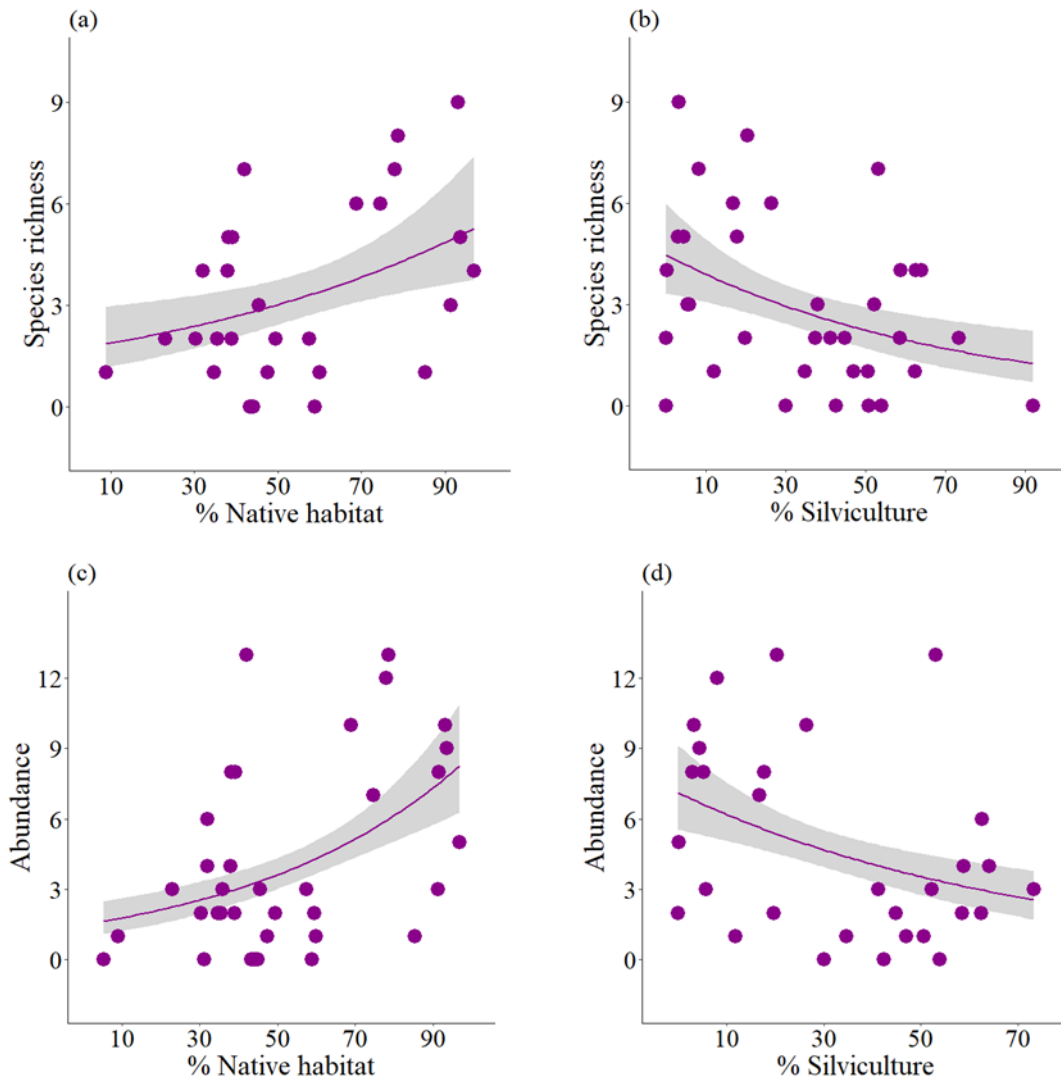 (a)
9
6
3
0
Species richness
10 30 50 70 90
% Native habitat
(b)
9
6
3
0
Species richness
10 30 50 70 90
% Silviculture
(c)
12
9
6
3
0
Abundance
10 30 50 70 90
% Native habitat
(d)
12
9
6
3
0
Abundance
10 30 50 70
% Silviculture